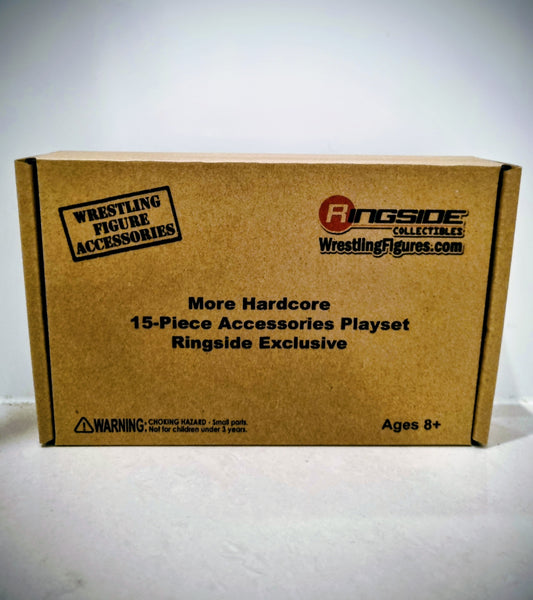 WRESTLING
FIGURE
ACCESSORIES
RINGSIDE
COLLECTIBLES
WrestlingFigures.com
More Hardcore
15-Piece Accessories Playset
Ringside Exclusive
WARNING: CHOKING HAZARD - Small parts.
Not for children under 3 years.
Ages 8+